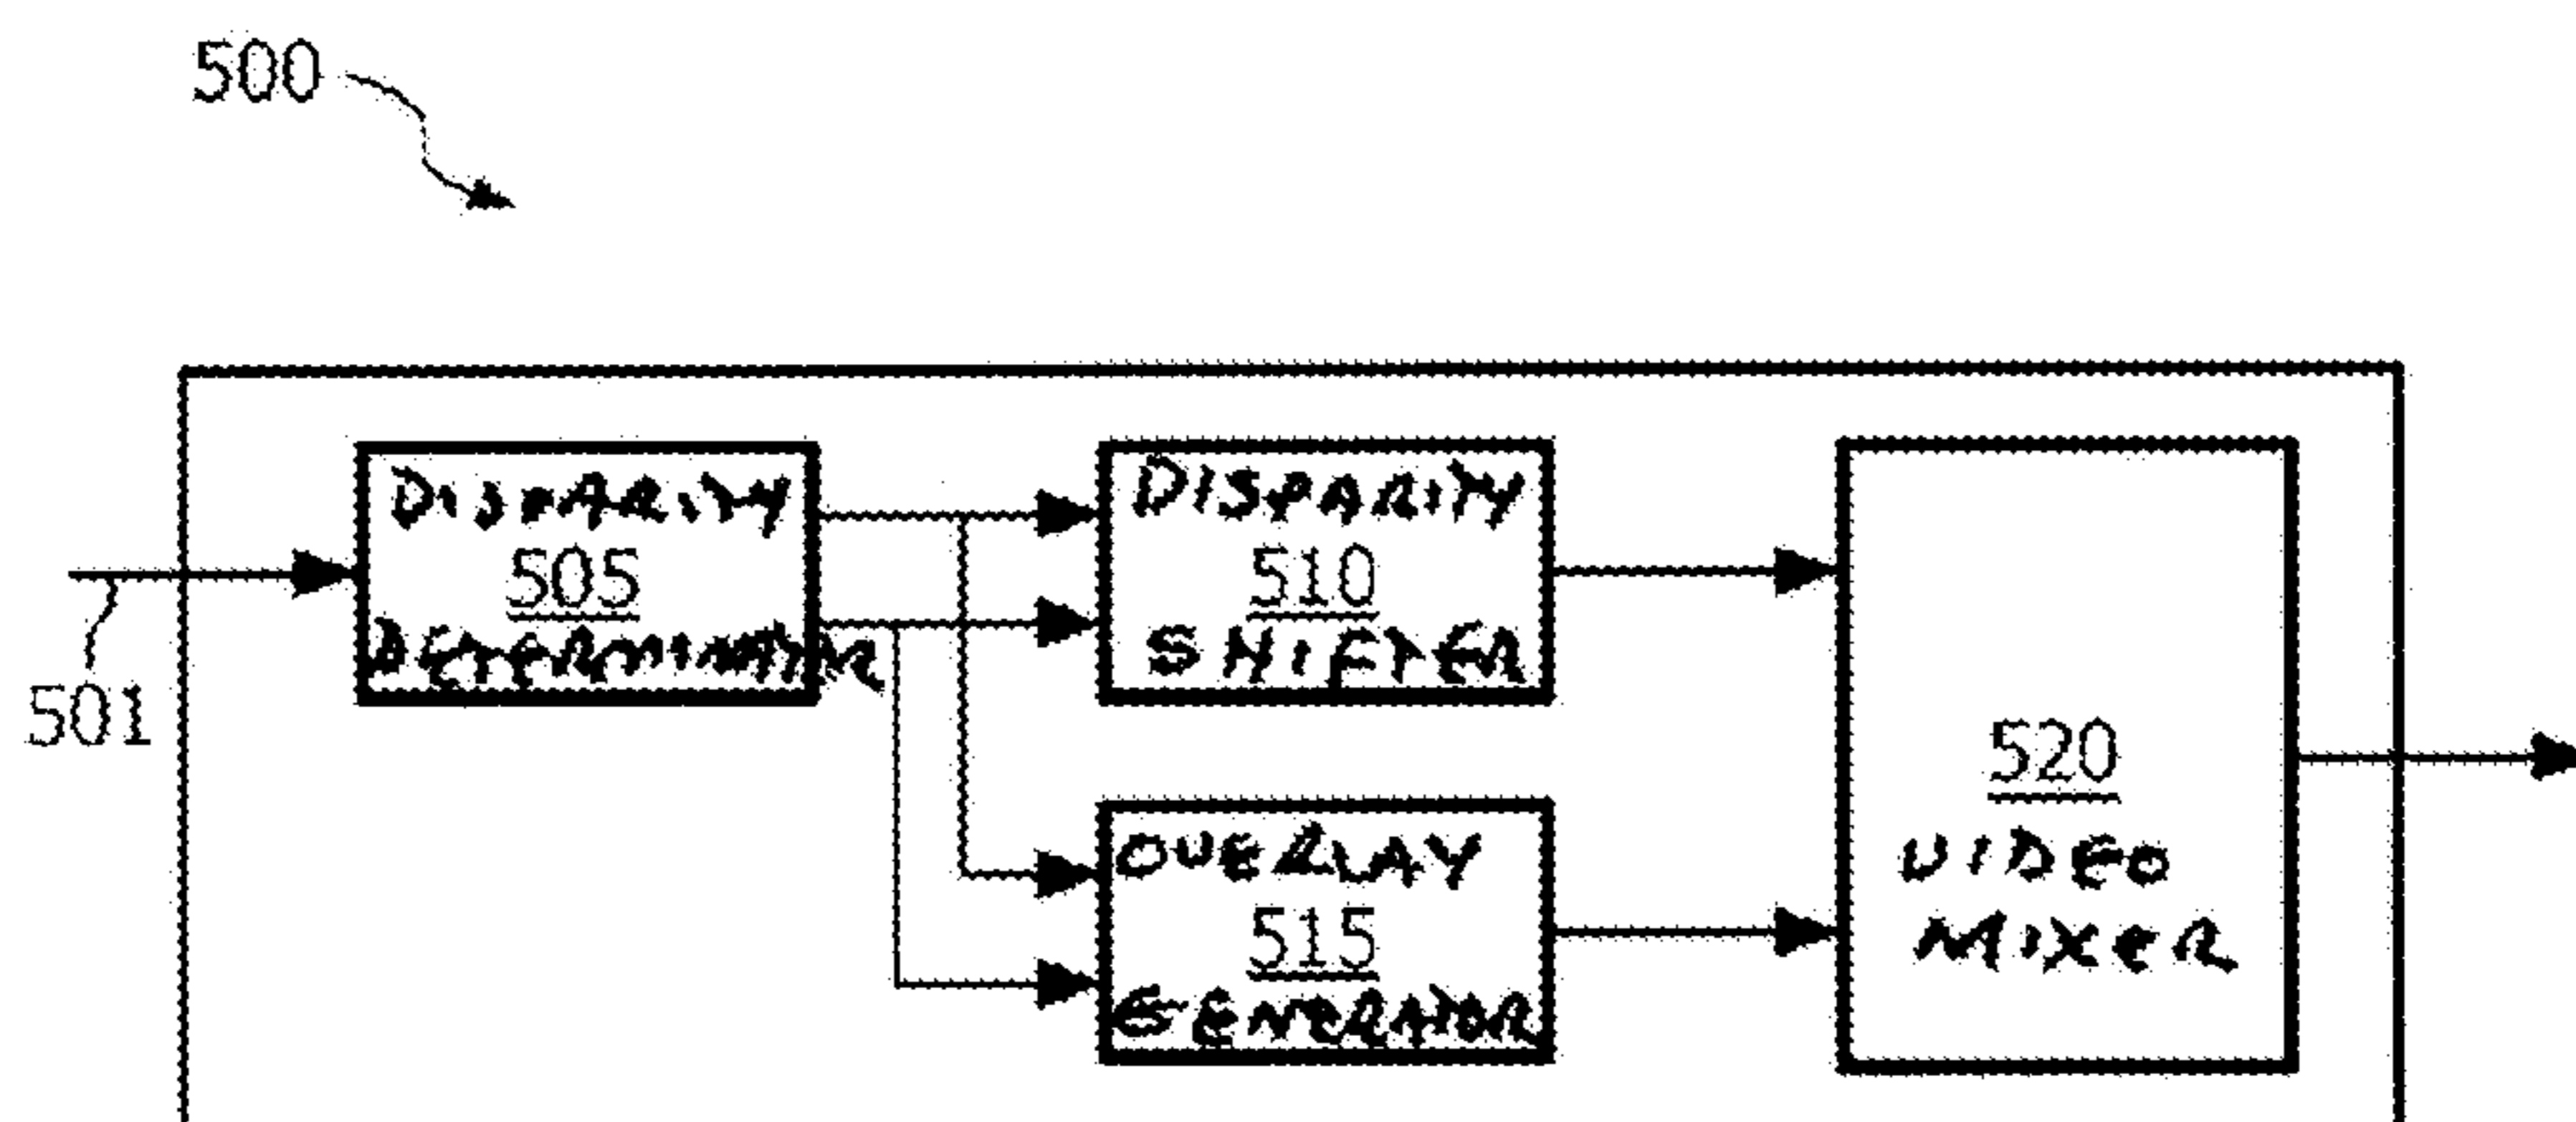 500
DISPARITY
505
DETERMINATOR
501
DISPARITY
510
SHIFTER
OVERLAY
515
GENERATOR
520
VIDEO
MIXER